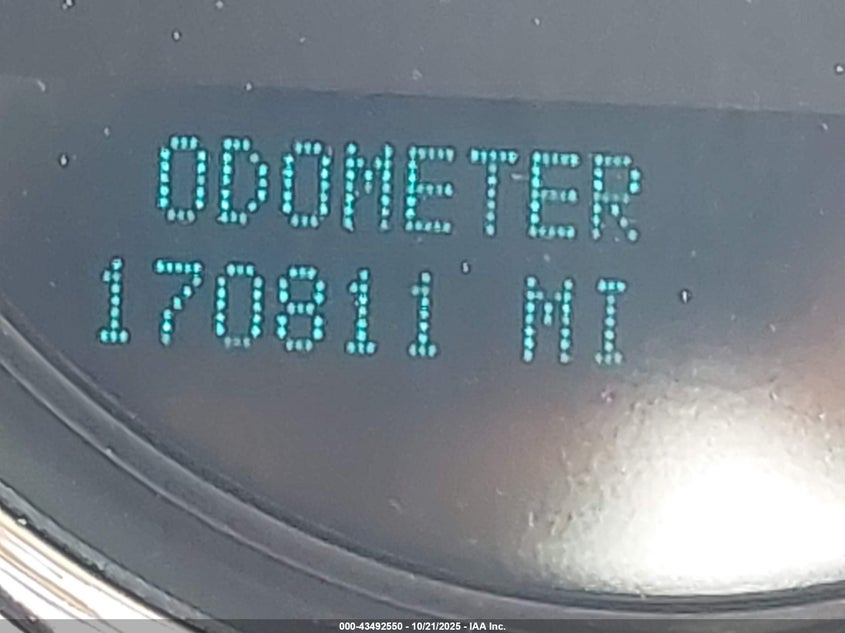 ODOMETER
170811 MI
000-43492550 - 10/21/2025 - IAA Inc.